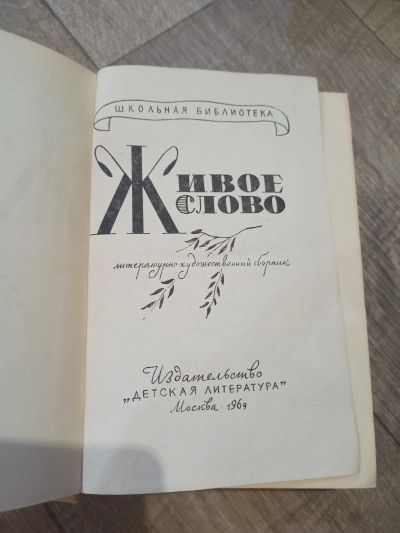 ШКОЛЬНАЯ БИБЛИОТЕКА
ЖИВОЕ
СЛОВО
литературно-художественный сборник
Издательство
„ДЕТСКАЯ ЛИТЕРАТУРА"
Москва · 1969